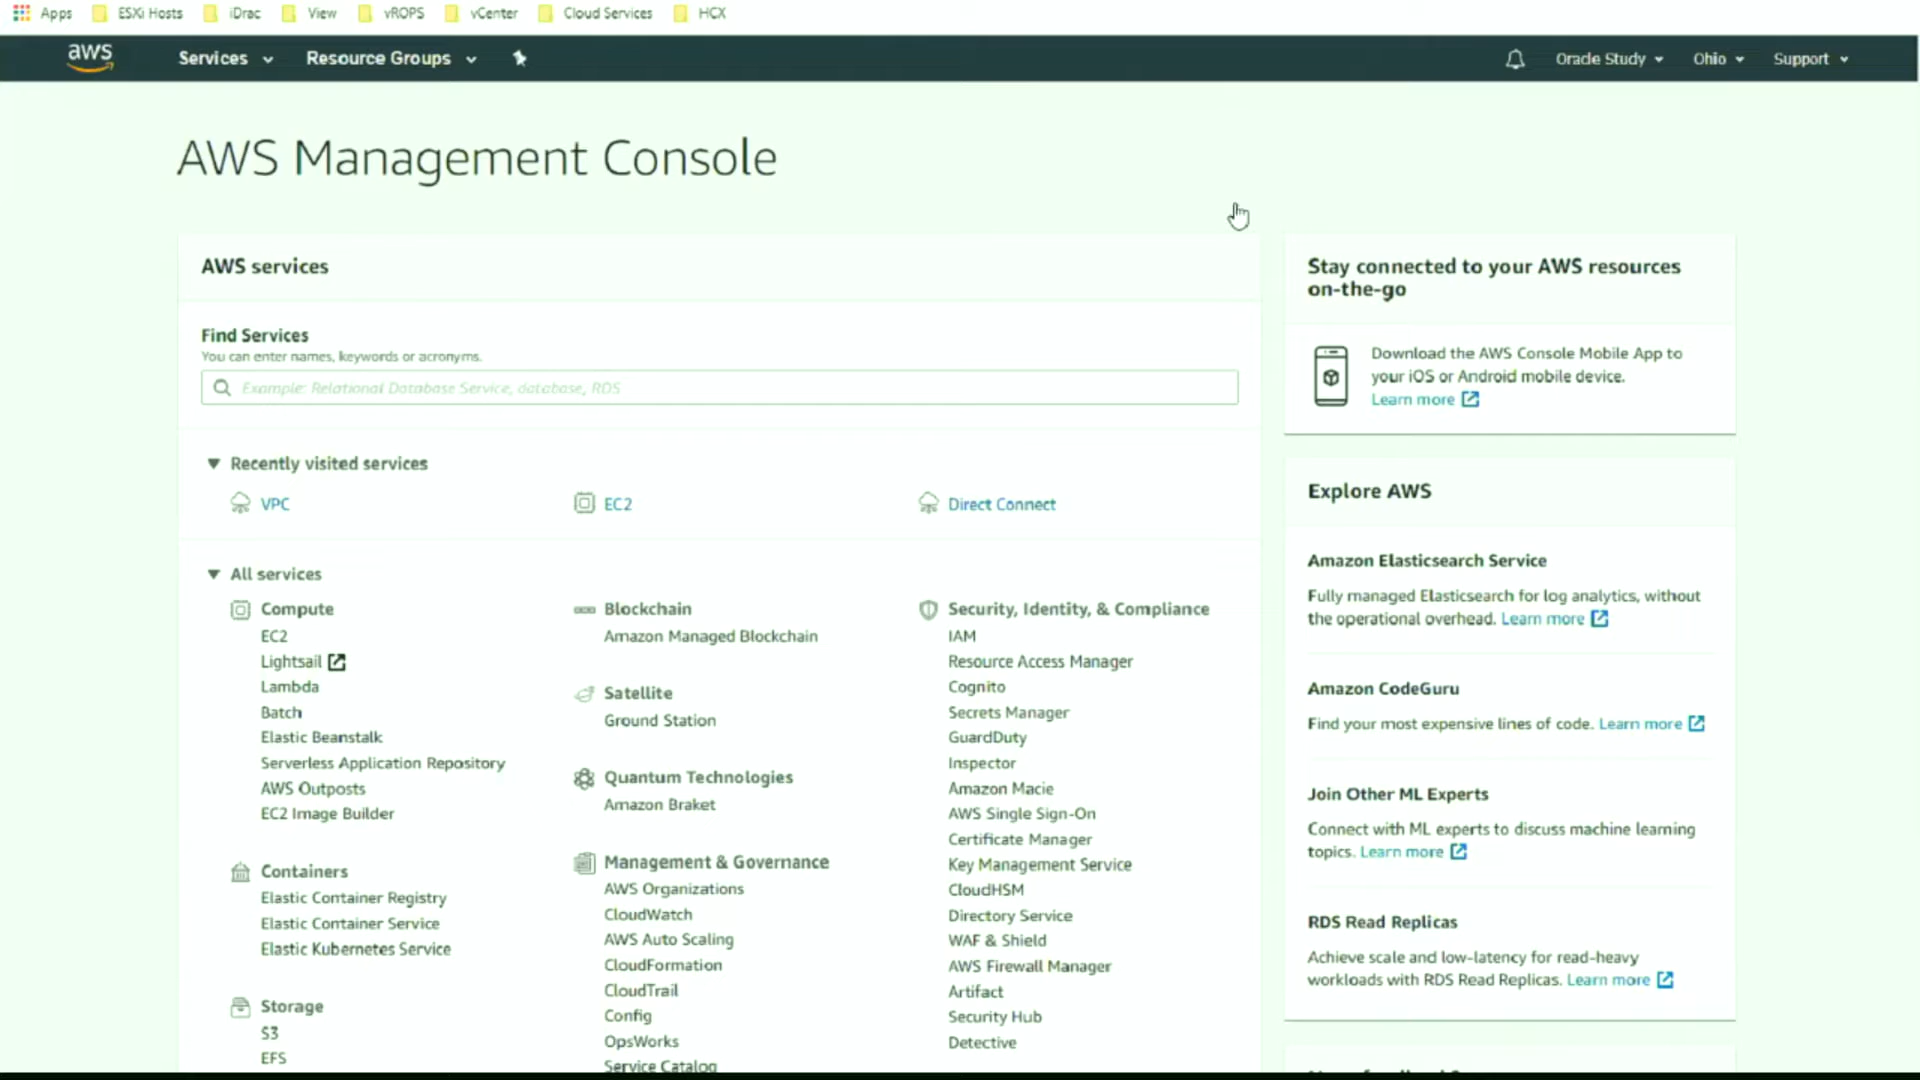 Apps ESXi Hosts iDrac View vROPS vCenter Cloud Services HCX
aws Services Resource Groups Oracle Study Ohio Support
AWS Management Console
AWS services
Find Services
You can enter names, keywords or acronyms.
Example: Relational Database Service, database, RDS
Recently visited services
VPC EC2 Direct Connect
All services
Compute
EC2
Lightsail
Lambda
Batch
Elastic Beanstalk
Serverless Application Repository
AWS Outposts
EC2 Image Builder
Containers
Elastic Container Registry
Elastic Container Service
Elastic Kubernetes Service
Storage
S3
EFS
Blockchain
Amazon Managed Blockchain
Satellite
Ground Station
Quantum Technologies
Amazon Braket
Management & Governance
AWS Organizations
CloudWatch
AWS Auto Scaling
CloudFormation
CloudTrail
Config
OpsWorks
Service Catalog
Security, Identity, & Compliance
IAM
Resource Access Manager
Cognito
Secrets Manager
GuardDuty
Inspector
Amazon Macie
AWS Single Sign-On
Certificate Manager
Key Management Service
CloudHSM
Directory Service
WAF & Shield
AWS Firewall Manager
Artifact
Security Hub
Detective
Stay connected to your AWS resources
on-the-go
Download the AWS Console Mobile App to
your iOS or Android mobile device.
Learn more
Explore AWS
Amazon Elasticsearch Service
Fully managed Elasticsearch for log analytics, without
the operational overhead. Learn more
Amazon CodeGuru
Find your most expensive lines of code. Learn more
Join Other ML Experts
Connect with ML experts to discuss machine learning
topics. Learn more
RDS Read Replicas
Achieve scale and low-latency for read-heavy
workloads with RDS Read Replicas. Learn more